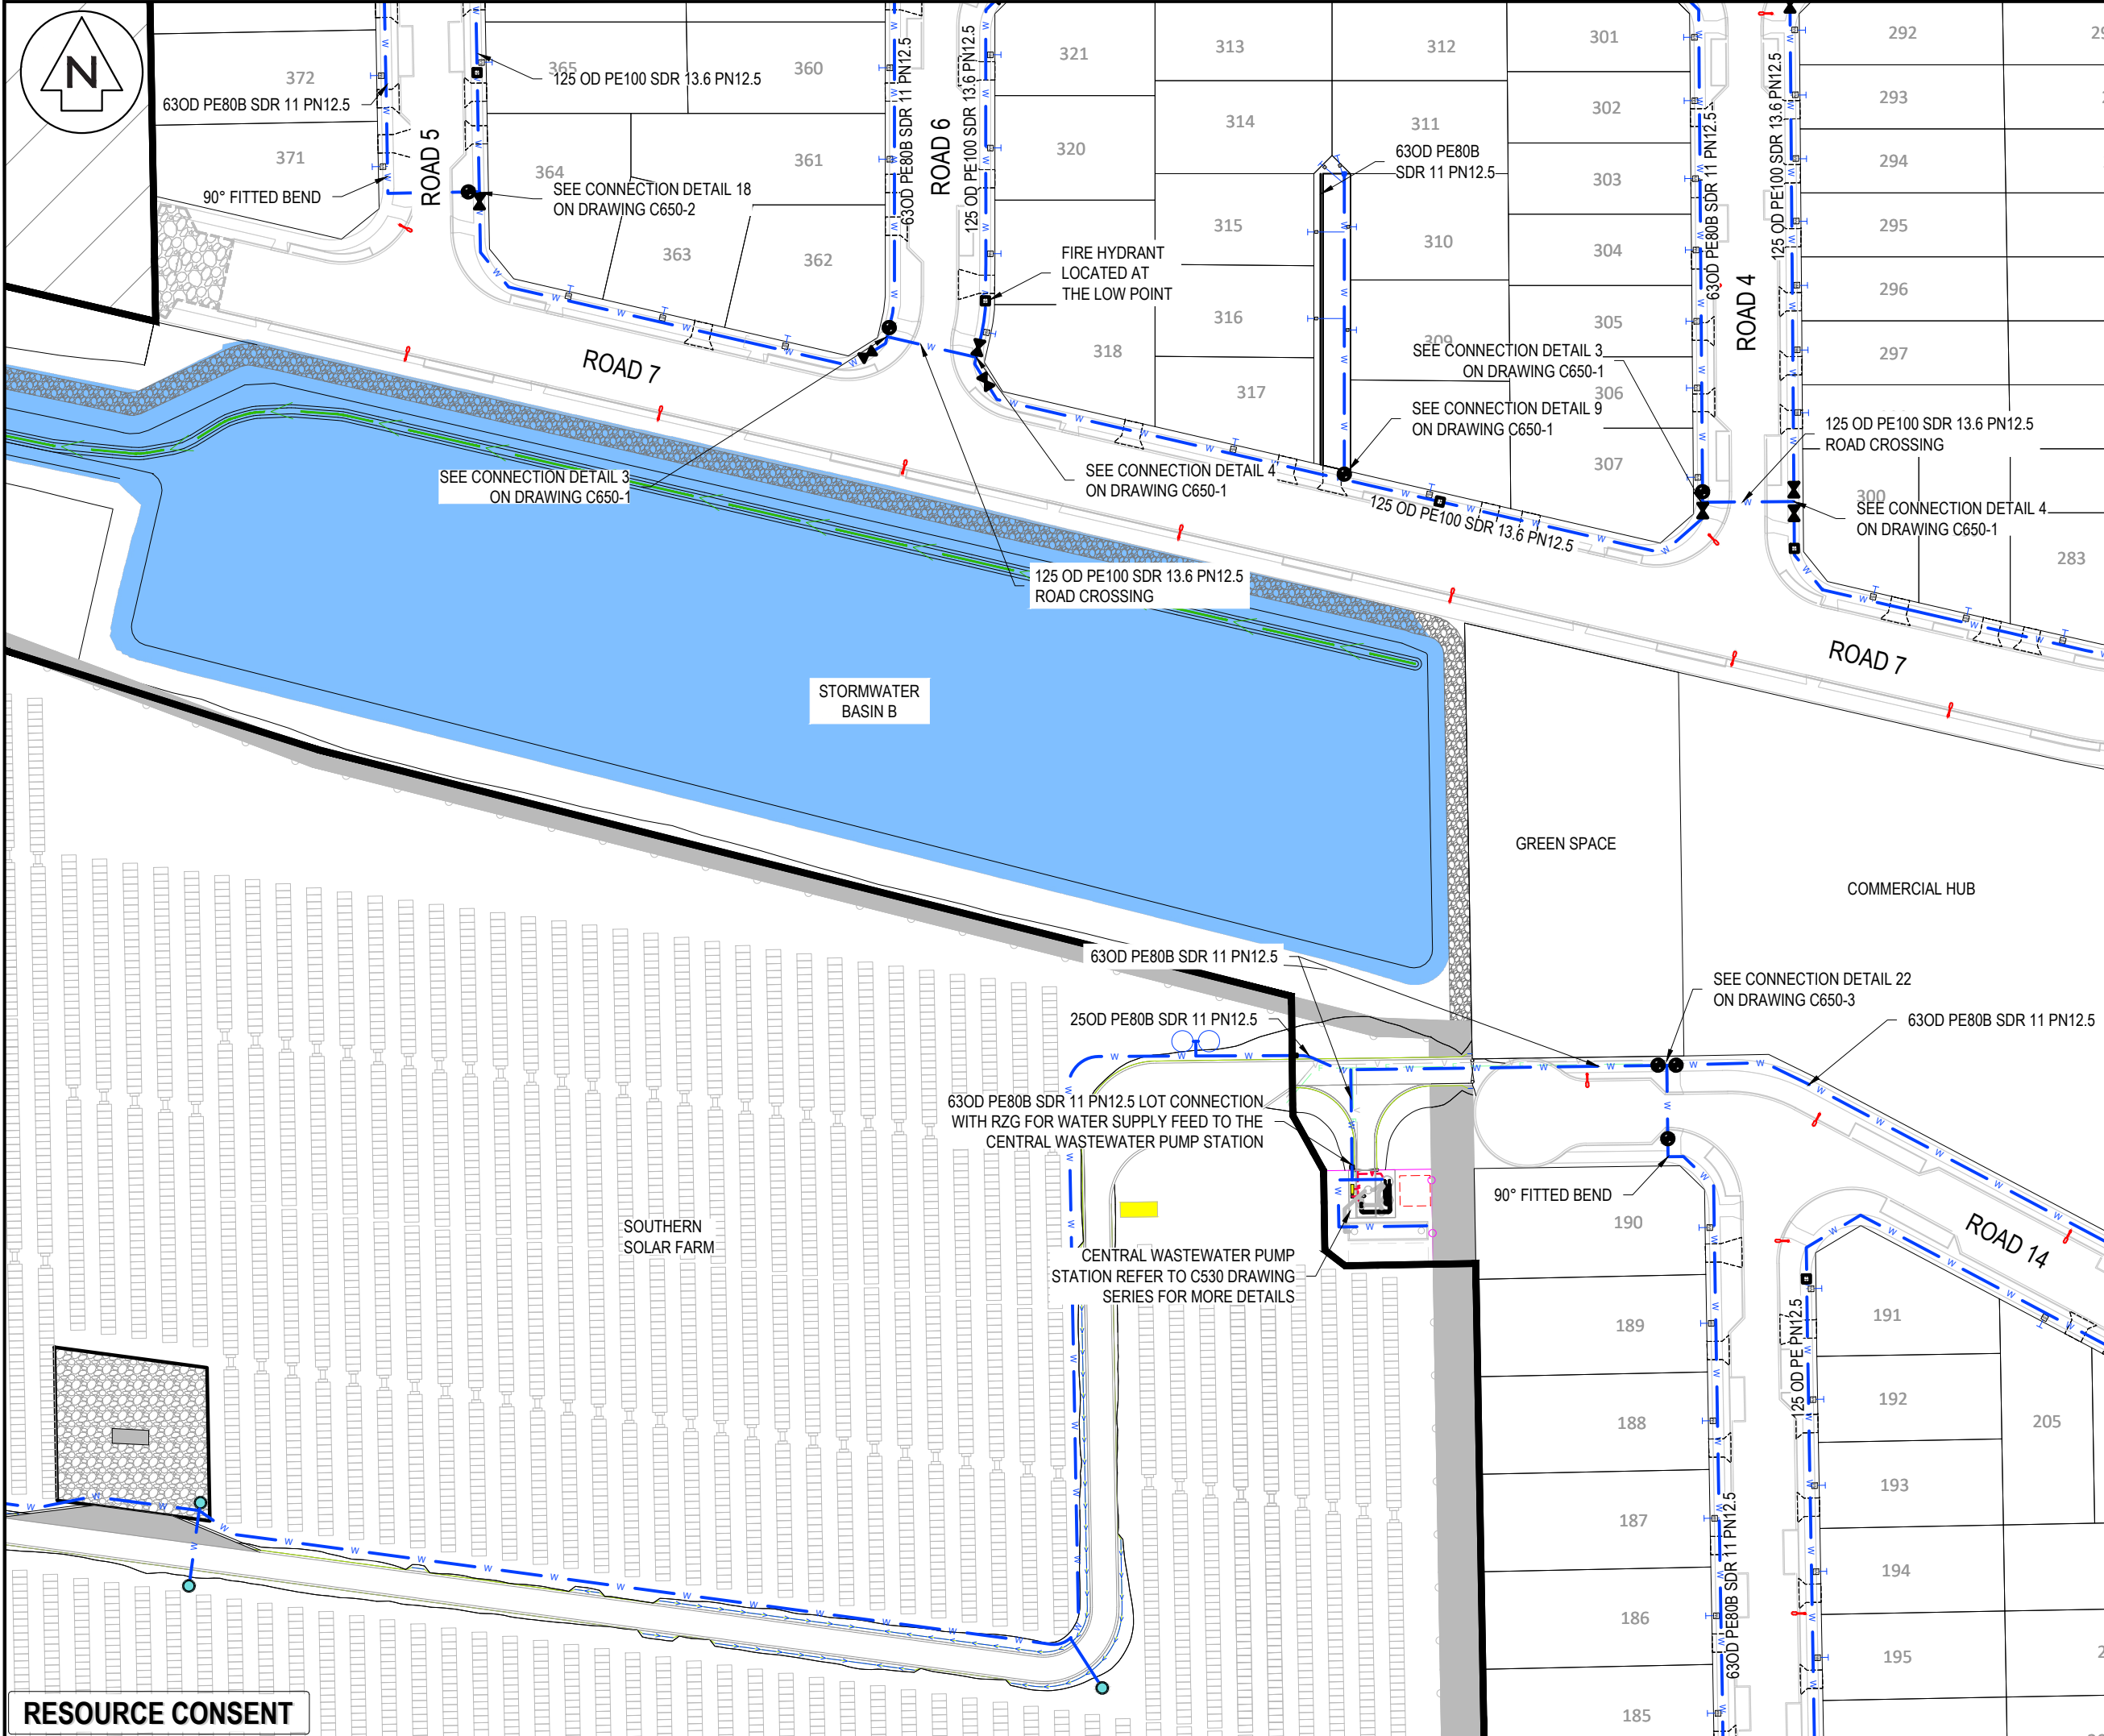 N
372
63OD PE80B SDR 11 PN12.5
371
90° FITTED BEND
ROAD 5
365
125 OD PE100 SDR 13.6 PN12.5
360
364
361
SEE CONNECTION DETAIL 18
ON DRAWING C650-2
363
362
63OD PE80B SDR 11 PN12.5
ROAD 6
125 OD PE100 SDR 13.6 PN12.5
321
313
312
301
320
314
311
302
63OD PE80B
SDR 11 PN12.5
303
315
310
304
FIRE HYDRANT
LOCATED AT
THE LOW POINT
316
309
305
318
317
306
307
SEE CONNECTION DETAIL 3
ON DRAWING C650-1
SEE CONNECTION DETAIL 9
ON DRAWING C650-1
63OD PE80B SDR 11 PN12.5
ROAD 4
125 OD PE100 SDR 13.6 PN12.5
292
293
294
295
296
297
125 OD PE100 SDR 13.6 PN12.5
ROAD CROSSING
300
SEE CONNECTION DETAIL 4
ON DRAWING C650-1
283
ROAD 7
SEE CONNECTION DETAIL 3
ON DRAWING C650-1
SEE CONNECTION DETAIL 4
ON DRAWING C650-1
125 OD PE100 SDR 13.6 PN12.5
125 OD PE100 SDR 13.6 PN12.5
ROAD CROSSING
ROAD 7
STORMWATER
BASIN B
GREEN SPACE
COMMERCIAL HUB
63OD PE80B SDR 11 PN12.5
SEE CONNECTION DETAIL 22
ON DRAWING C650-3
25OD PE80B SDR 11 PN12.5
63OD PE80B SDR 11 PN12.5
63OD PE80B SDR 11 PN12.5 LOT CONNECTION
WITH RZG FOR WATER SUPPLY FEED TO THE
CENTRAL WASTEWATER PUMP STATION
90° FITTED BEND
190
SOUTHERN
SOLAR FARM
CENTRAL WASTEWATER PUMP
STATION REFER TO C530 DRAWING
SERIES FOR MORE DETAILS
ROAD 14
189
191
125 OD PE PN12.5
188
192
205
187
193
63OD PE80B SDR 11 PN12.5
186
194
195
185
RESOURCE CONSENT